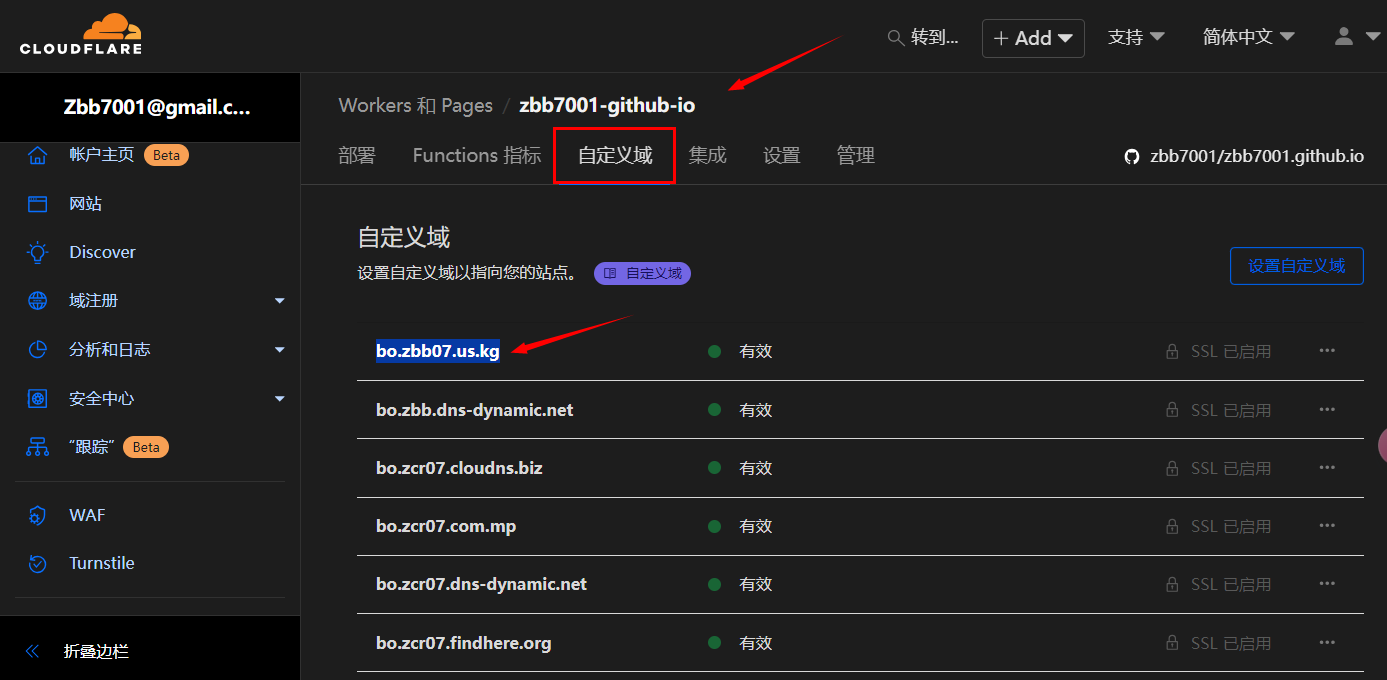 CLOUDFLARE
转到...
+ Add
支持
简体中文
Zbb7001@gmail.c...
帐户主页 Beta
网站
Discover
域注册
分析和日志
安全中心
“跟踪” Beta
WAF
Turnstile
折叠边栏
Workers 和 Pages / zbb7001-github-io
部署 Functions 指标 自定义域 集成 设置 管理
zbb7001/zbb7001.github.io
自定义域
设置自定义域以指向您的站点。 自定义域
设置自定义域
bo.zbb07.us.kg 有效 SSL 已启用 ...
bo.zbb.dns-dynamic.net 有效 SSL 已启用 ...
bo.zcr07.cloudns.biz 有效 SSL 已启用 ...
bo.zcr07.com.mp 有效 SSL 已启用 ...
bo.zcr07.dns-dynamic.net 有效 SSL 已启用 ...
bo.zcr07.findhere.org 有效 SSL 已启用 ...